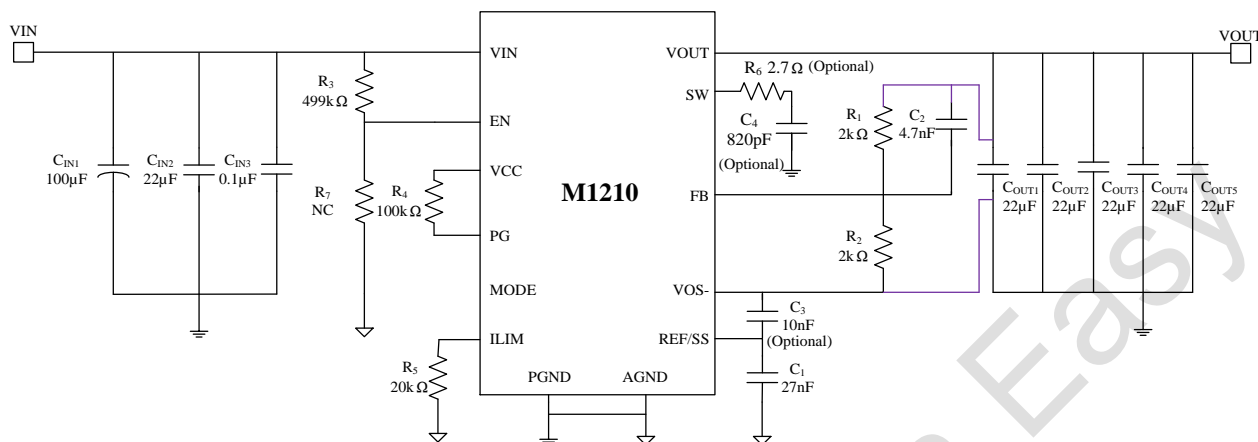 VIN
VOUT
M1210
VIN
EN
VCC
PG
MODE
ILIM
PGND
AGND
VOUT
SW
FB
VOS-
REF/SS
R3
499kΩ
R7
NC
R4
100kΩ
R5
20kΩ
CIN1
100µF
CIN2
22µF
CIN3
0.1µF
R6 2.7Ω (Optional)
C4
820pF
(Optional)
R1
2kΩ
C2
4.7nF
R2
2kΩ
C3
10nF
(Optional)
C1
27nF
COUT1
22µF
COUT2
22µF
COUT3
22µF
COUT4
22µF
COUT5
22µF
Easy